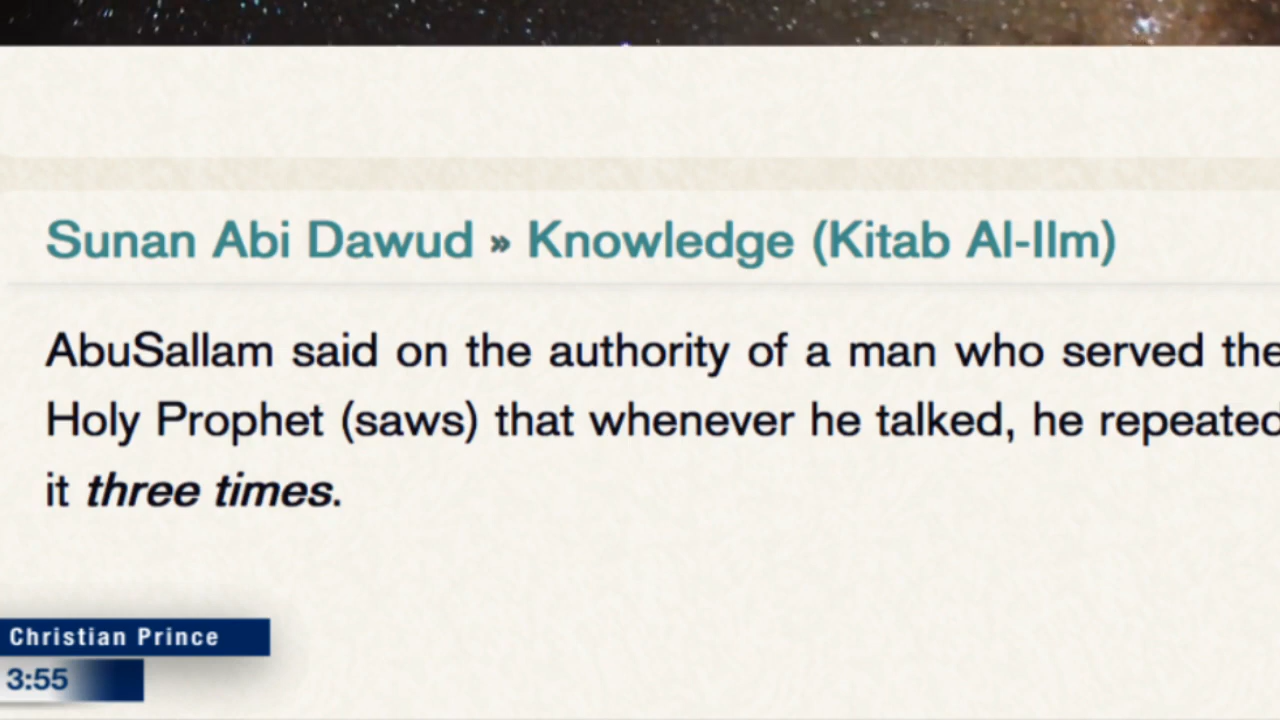 Sunan Abi Dawud » Knowledge (Kitab Al-Ilm)
AbuSallam said on the authority of a man who served the
Holy Prophet (saws) that whenever he talked, he repeated
it three times.
Christian Prince
3:55